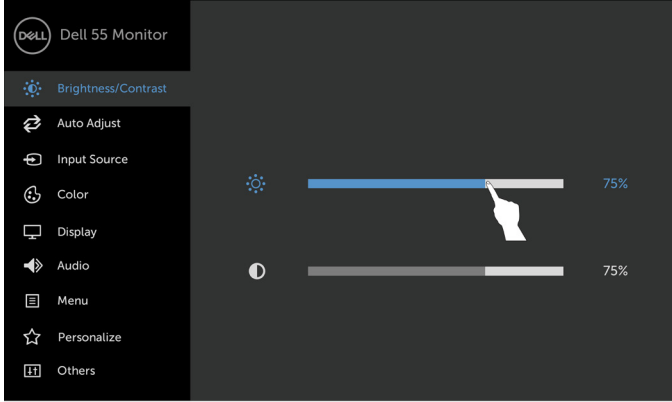 DELL Dell 55 Monitor
Brightness/Contrast
Auto Adjust
Input Source
Color
Display
Audio
Menu
Personalize
Others
75%
75%